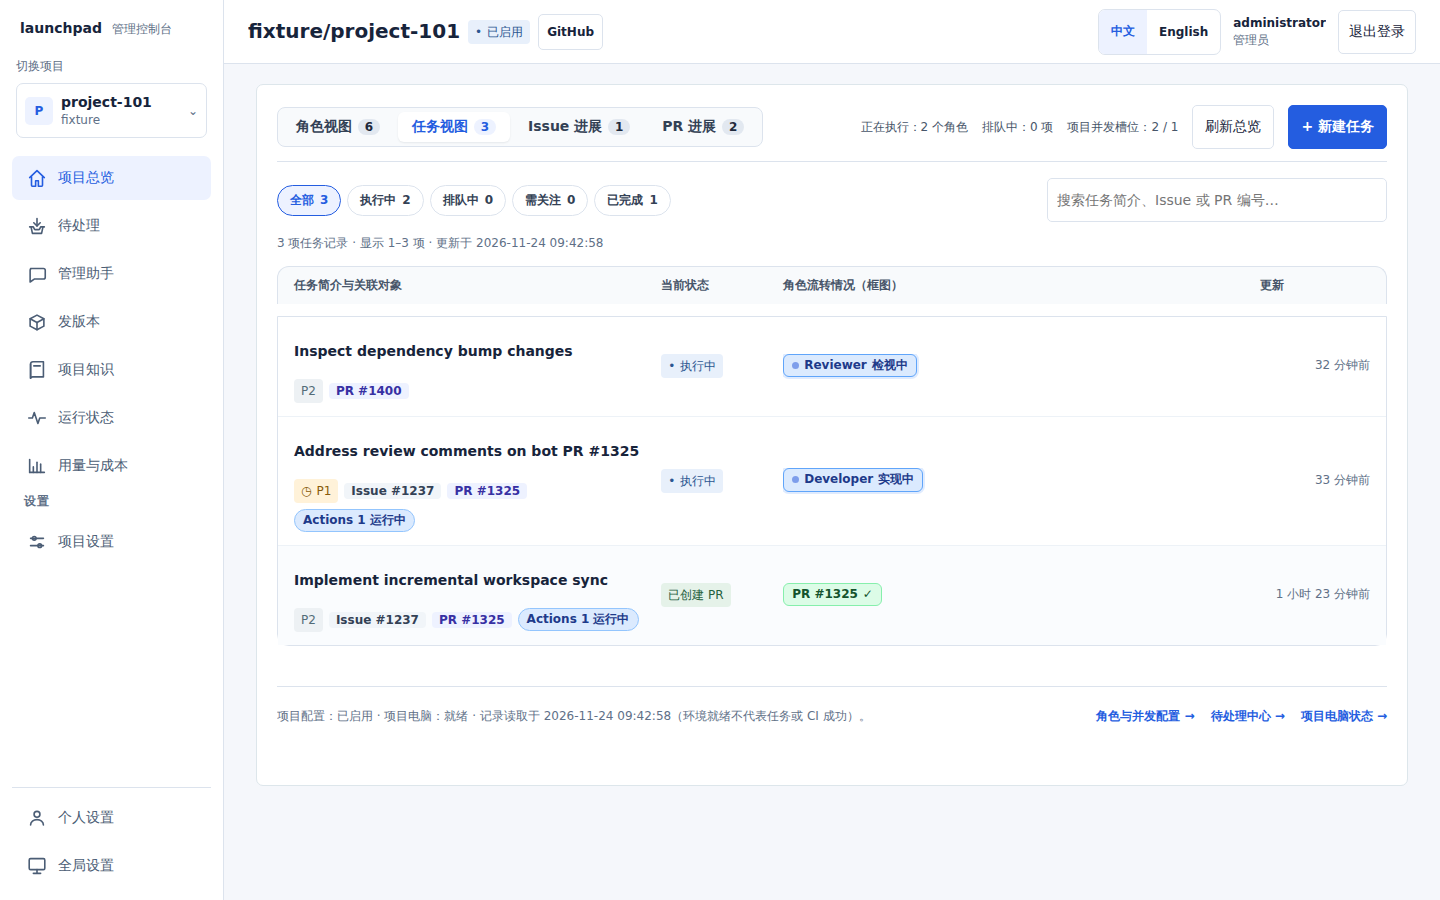 launchpad 管理控制台
切换项目
P project-101
fixture
项目总览
待处理
管理助手
发版本
项目知识
运行状态
用量与成本
设置
项目设置
个人设置
全局设置
fixture/project-101 • 已启用 GitHub
中文 English administrator 管理员 退出登录
角色视图 6 任务视图 3 Issue 进展 1 PR 进展 2
正在执行：2 个角色 排队中：0 项 项目并发槽位：2 / 1 刷新总览 + 新建任务
全部 3 执行中 2 排队中 0 需关注 0 已完成 1
搜索任务简介、Issue 或 PR 编号…
3 项任务记录 · 显示 1–3 项 · 更新于 2026-11-24 09:42:58
任务简介与关联对象 当前状态 角色流转情况（框图） 更新
Inspect dependency bump changes
P2 PR #1400
• 执行中 Reviewer 检视中 32 分钟前
Address review comments on bot PR #1325
P1 Issue #1237 PR #1325
Actions 1 运行中
• 执行中 Developer 实现中 33 分钟前
Implement incremental workspace sync
P2 Issue #1237 PR #1325 Actions 1 运行中
已创建 PR PR #1325 ✓ 1 小时 23 分钟前
项目配置：已启用 · 项目电脑：就绪 · 记录读取于 2026-11-24 09:42:58（环境就绪不代表任务或 CI 成功）。
角色与并发配置 → 待处理中心 → 项目电脑状态 →